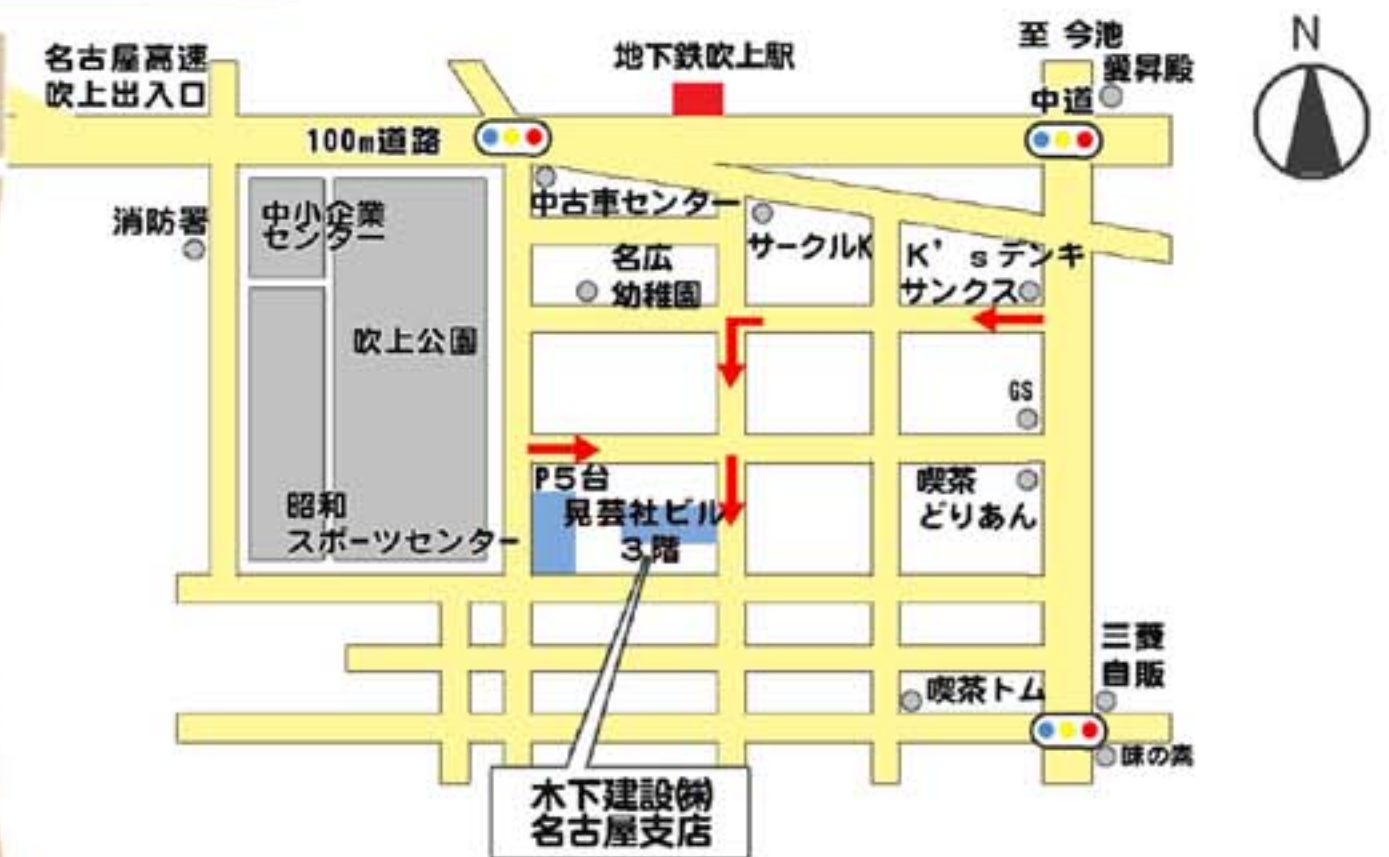 至 今池
N
名古屋高速
吹上出入口
地下鉄吹上駅
愛昇殿
中道
100m道路
消防署
中小企業
センター
中古車センター
サークルK
K's デンキ
サンクス
名広
幼稚園
吹上公園
GS
P5台
晃芸社ビル
3階
喫茶
どりあん
昭和
スポーツセンター
三菱
自販
喫茶トム
味の素
木下建設㈱
名古屋支店